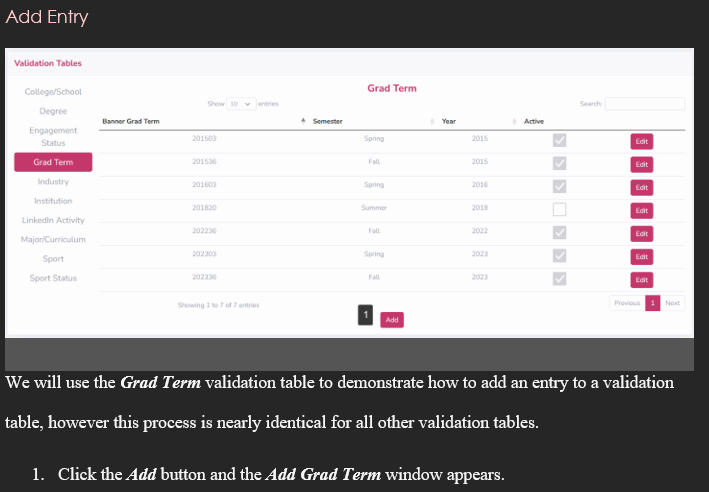 Add Entry
Validation Tables
College/School
Degree
Engagement
Status
Grad Term
Industry
Institution
LinkedIn Activity
Major/Curriculum
Sport
Sport Status
Grad Term
Show 10 entries
Search:
Banner Grad Term Semester Year Active
201503 Spring 2015 Edit
201536 Fall 2015 Edit
201603 Spring 2016 Edit
201820 Summer 2018 Edit
202236 Fall 2022 Edit
202303 Spring 2023 Edit
202336 Fall 2023 Edit
Showing 1 to 7 of 7 entries
Previous 1 Next
1 Add
We will use the Grad Term validation table to demonstrate how to add an entry to a validation
table, however this process is nearly identical for all other validation tables.
1. Click the Add button and the Add Grad Term window appears.